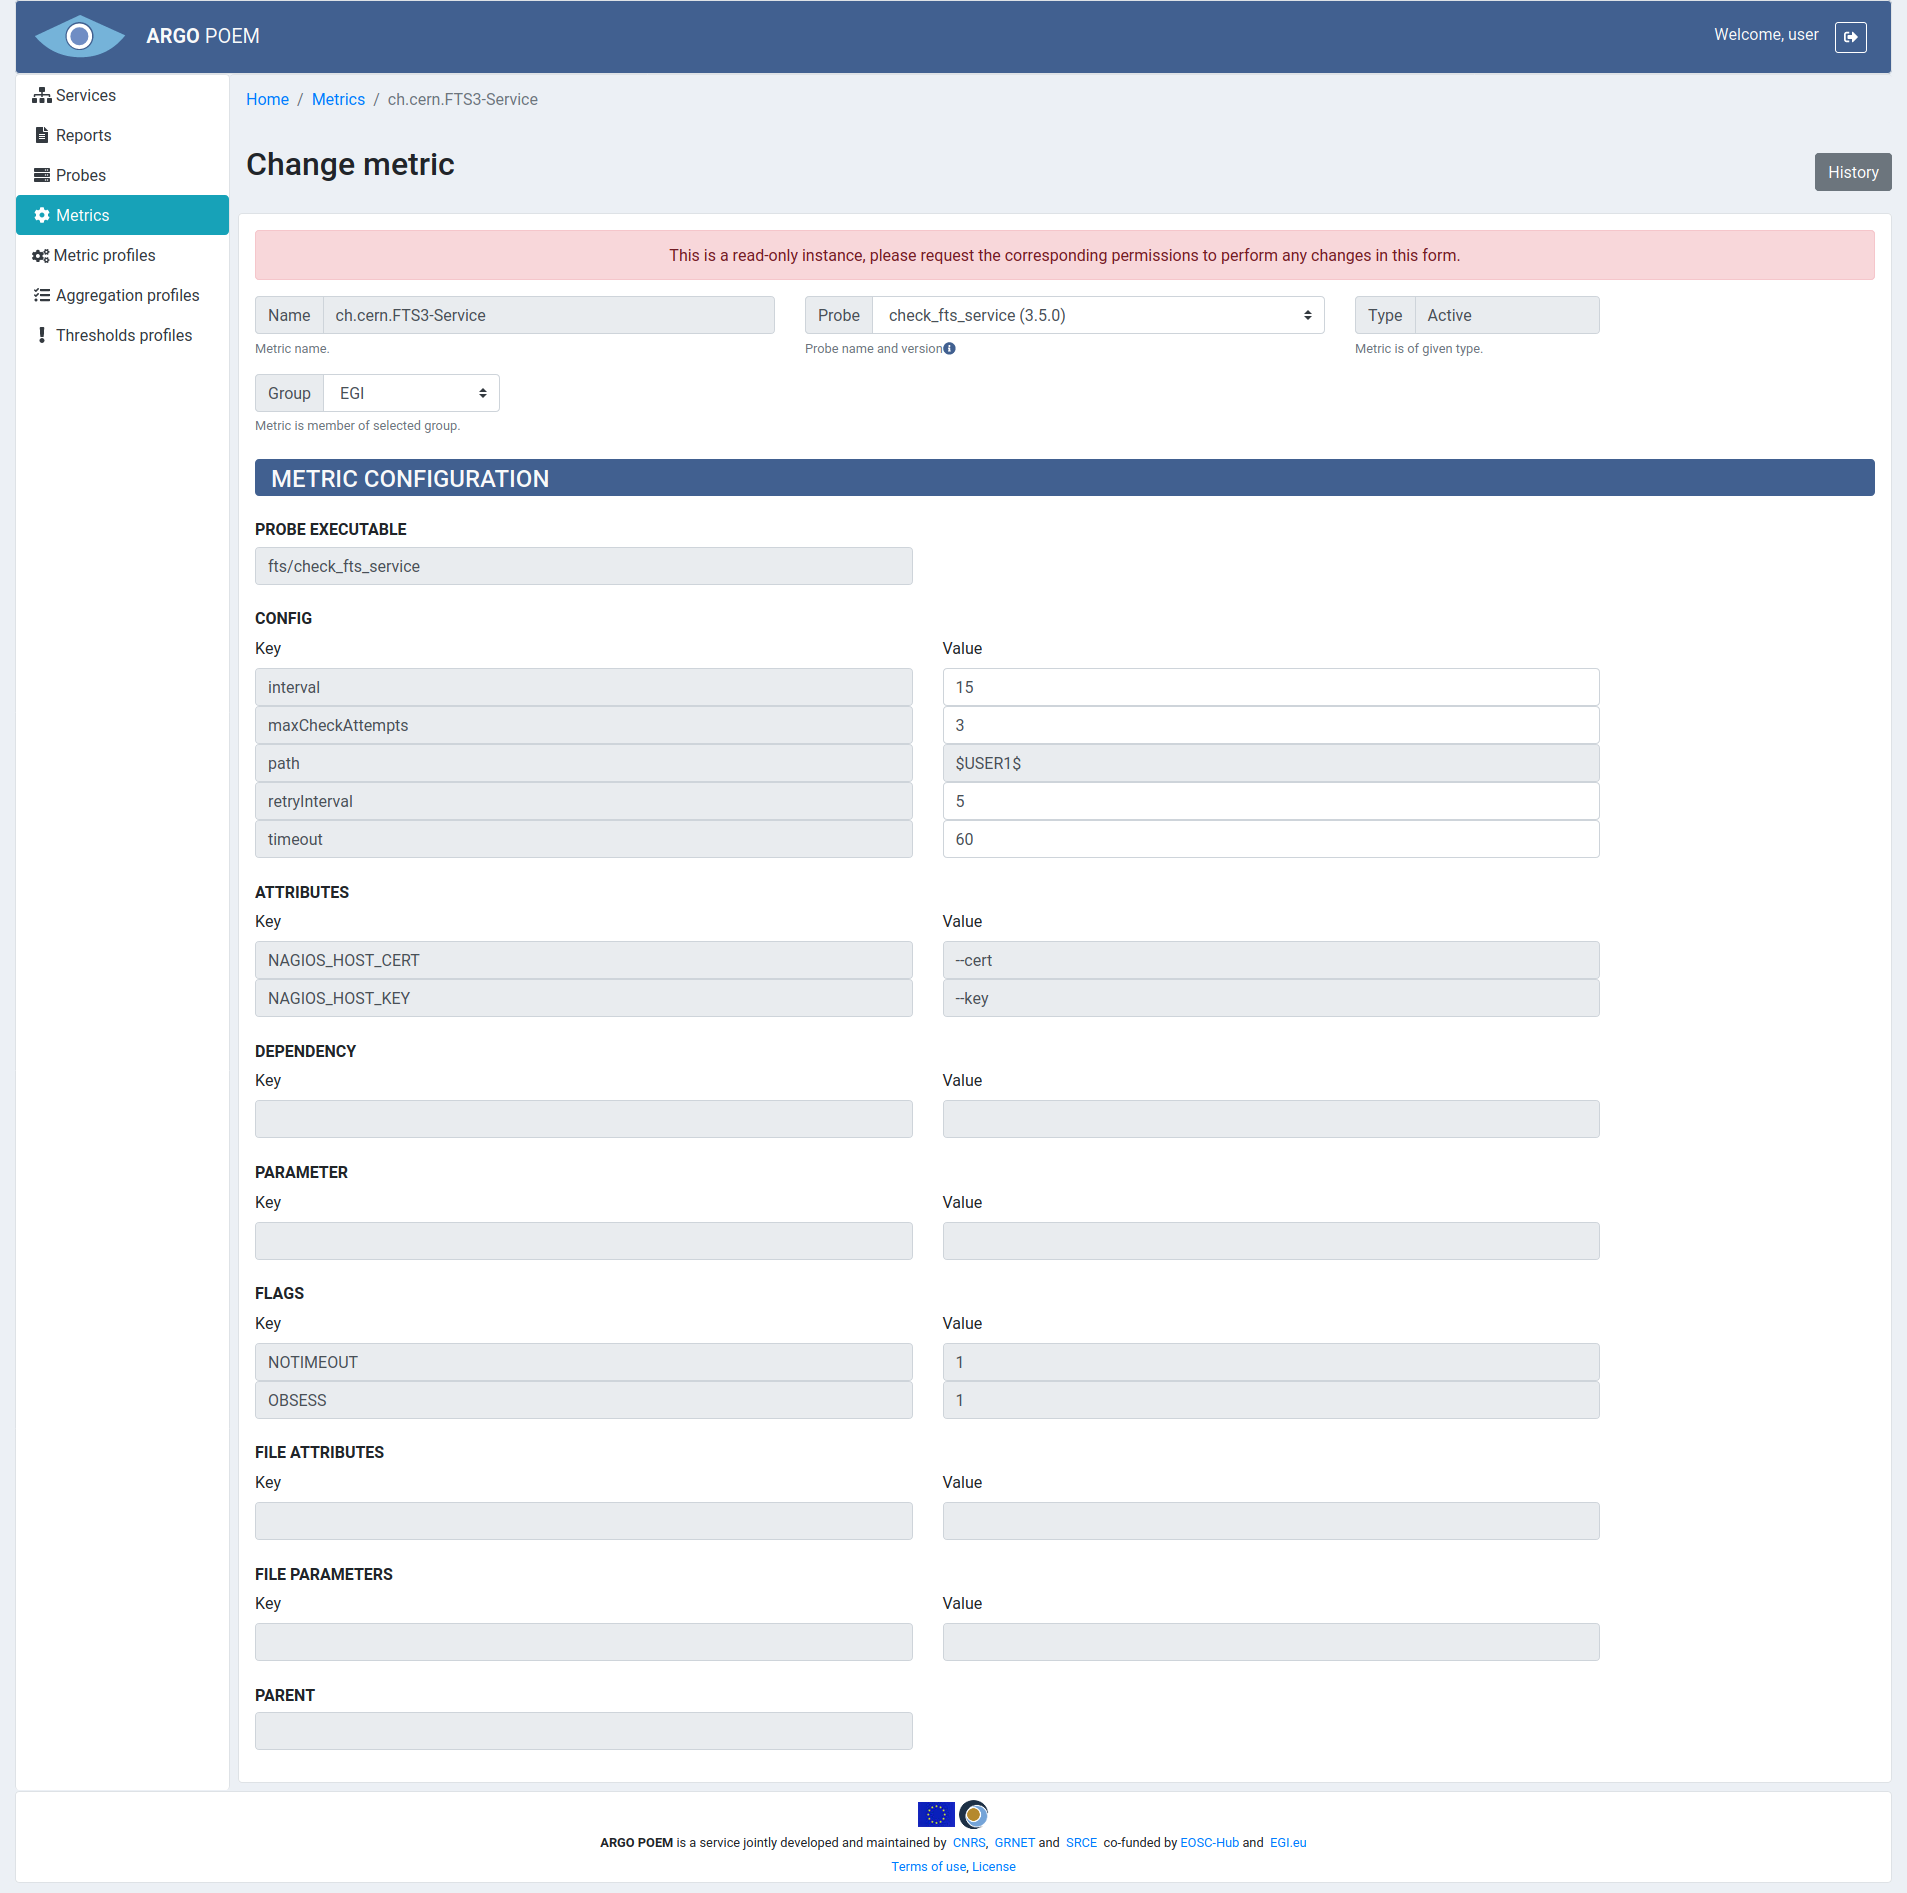 ARGO POEM
Welcome, user
Services
Reports
Probes
Metrics
Metric profiles
Aggregation profiles
Thresholds profiles
Home / Metrics / ch.cern.FTS3-Service
Change metric
History
This is a read-only instance, please request the corresponding permissions to perform any changes in this form.
Name ch.cern.FTS3-Service
Metric name.
Probe check_fts_service (3.5.0)
Probe name and version
Type Active
Metric is of given type.
Group EGI
Metric is member of selected group.
METRIC CONFIGURATION
PROBE EXECUTABLE
fts/check_fts_service
CONFIG
Key Value
interval 15
maxCheckAttempts 3
path $USER1$
retryInterval 5
timeout 60
ATTRIBUTES
Key Value
NAGIOS_HOST_CERT --cert
NAGIOS_HOST_KEY --key
DEPENDENCY
Key Value
PARAMETER
Key Value
FLAGS
Key Value
NOTIMEOUT 1
OBSESS 1
FILE ATTRIBUTES
Key Value
FILE PARAMETERS
Key Value
PARENT
ARGO POEM is a service jointly developed and maintained by CNRS, GRNET and SRCE co-funded by EOSC-Hub and EGI.eu
Terms of use, License